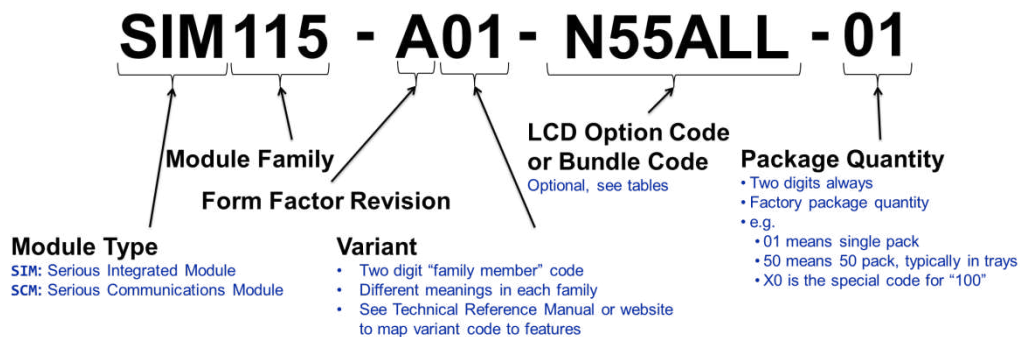 SIM115 - A01 - N55ALL - 01
Module Family
Form Factor Revision
LCD Option Code
or Bundle Code
Optional, see tables
Package Quantity
• Two digits always
• Factory package quantity
• e.g.
• 01 means single pack
• 50 means 50 pack, typically in trays
• X0 is the special code for “100”
Module Type
SIM: Serious Integrated Module
SCM: Serious Communications Module
Variant
• Two digit “family member” code
• Different meanings in each family
• See Technical Reference Manual or website
to map variant code to features